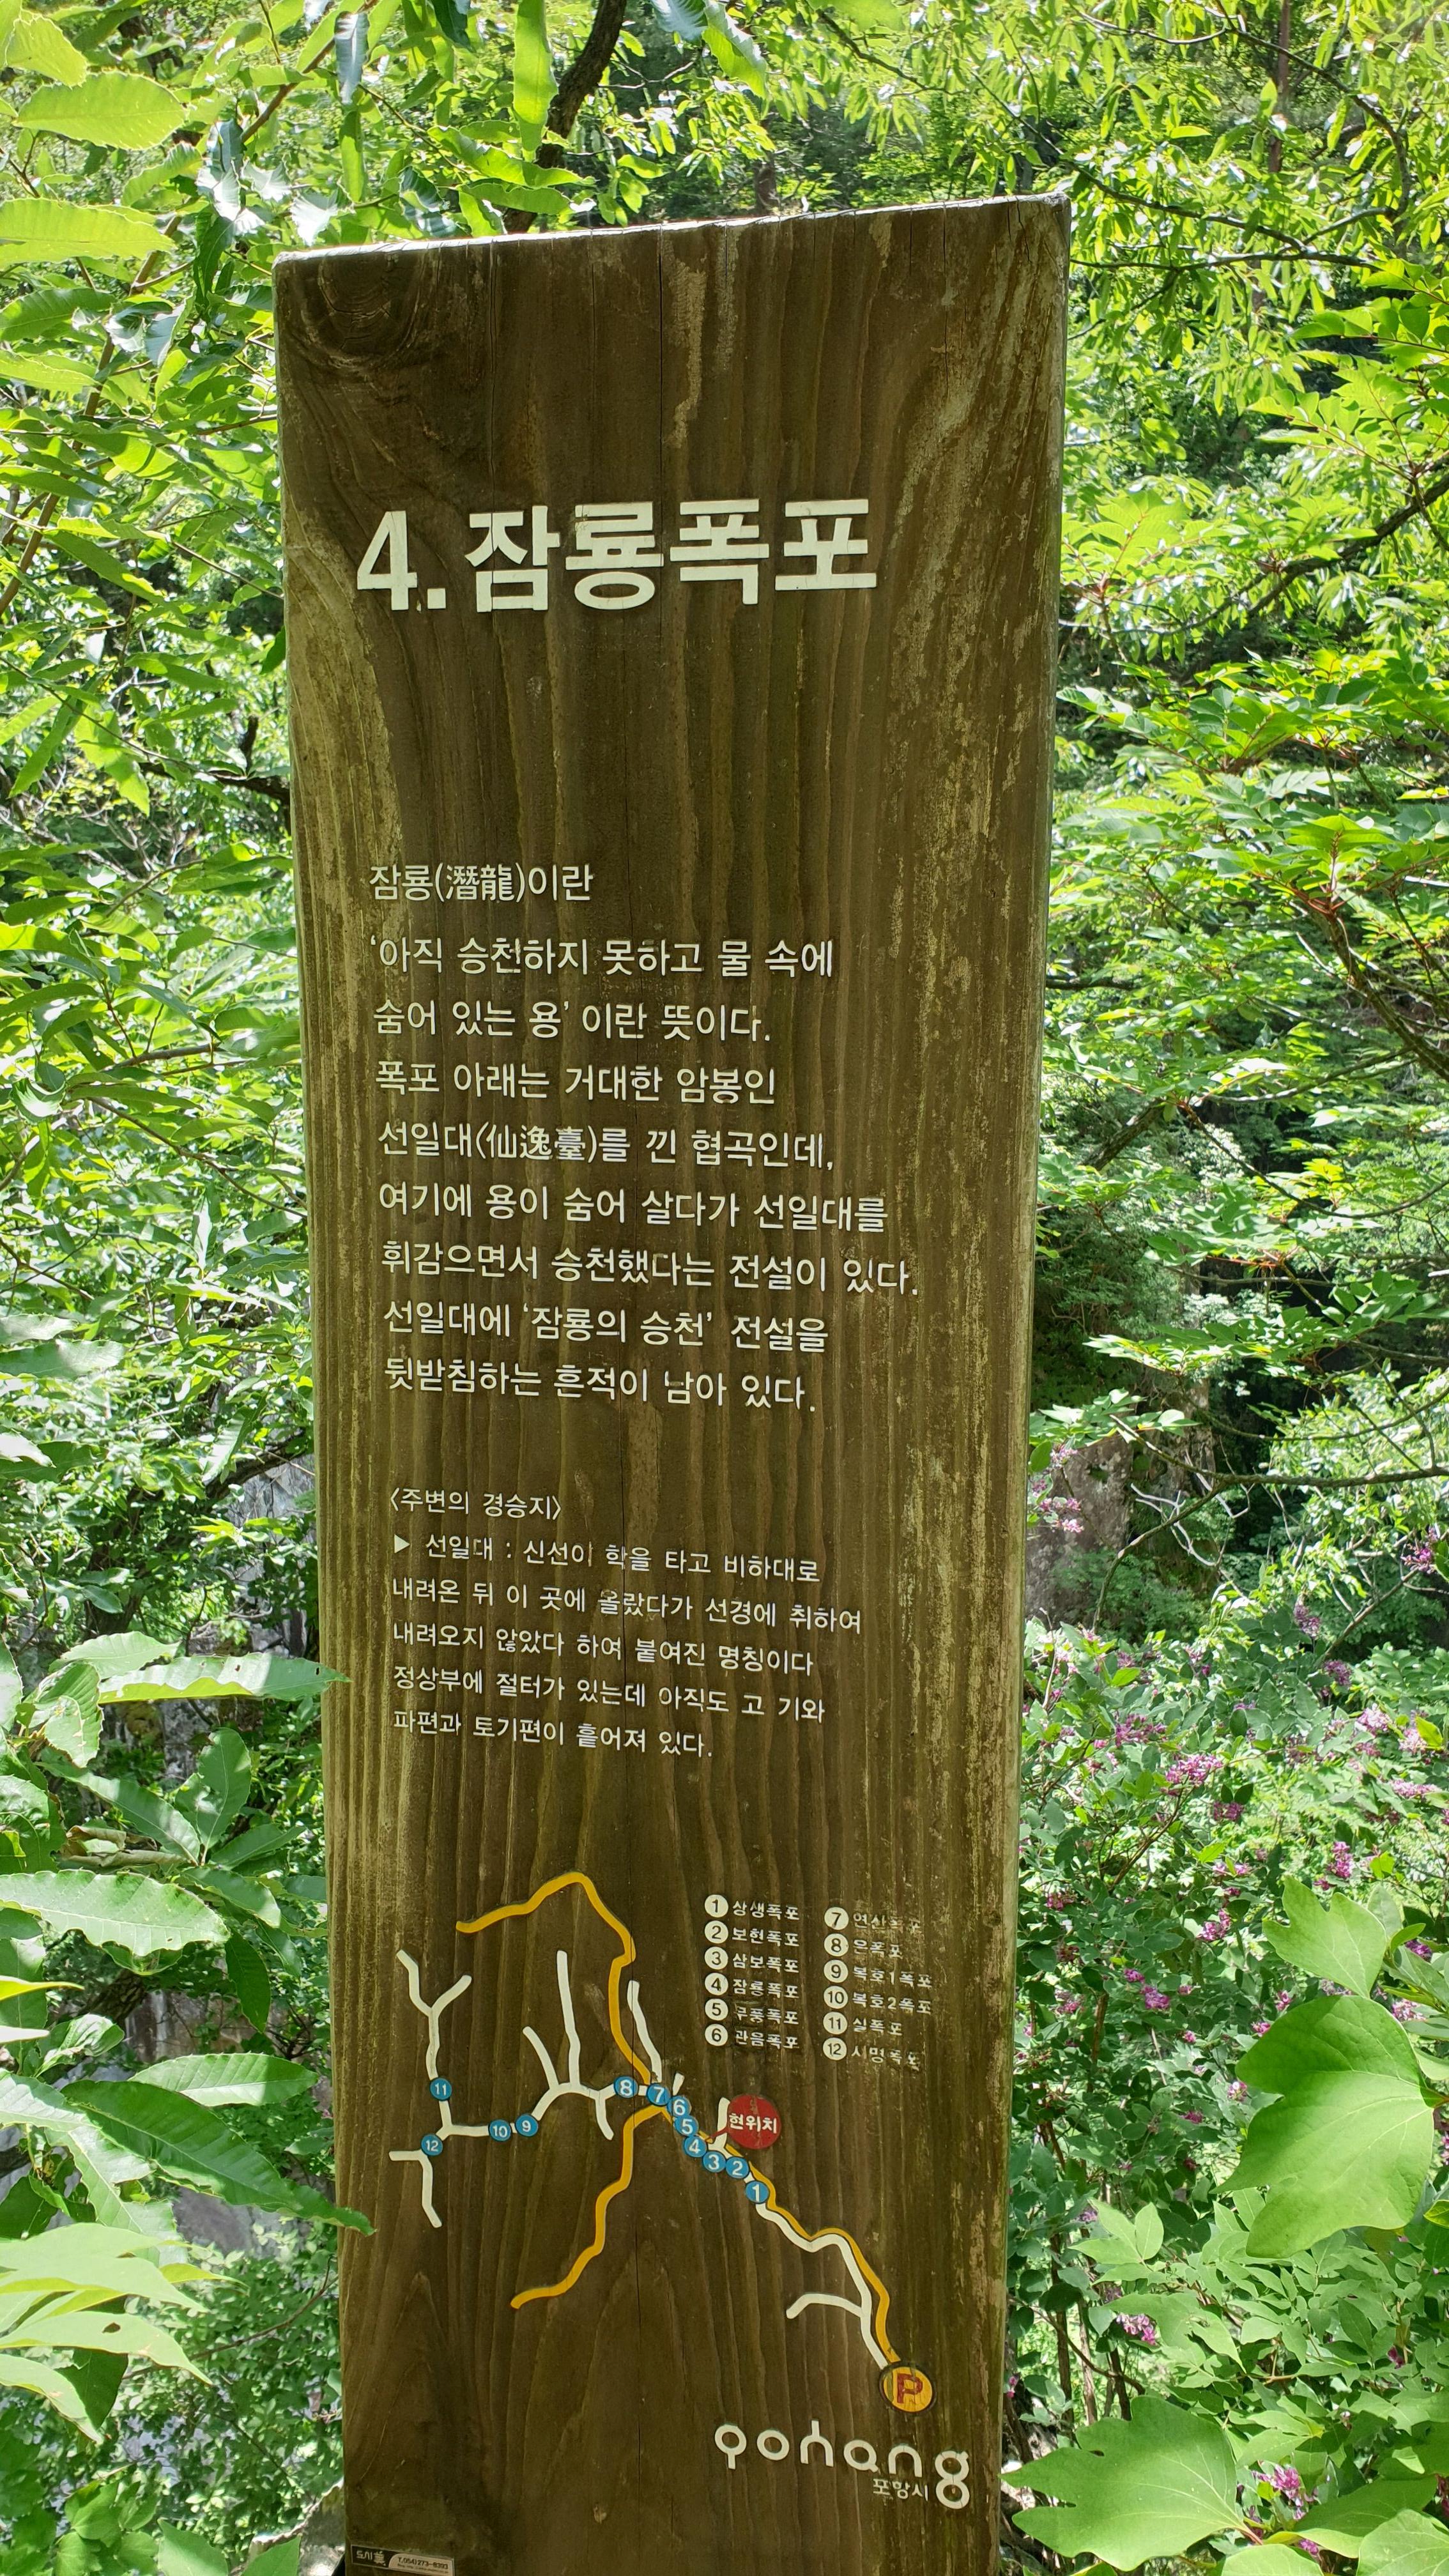 4. 잠룡폭포
잠룡(潛龍)이란
‘아직 승천하지 못하고 물 속에
숨어 있는 용’ 이란 뜻이다.
폭포 아래는 거대한 암봉인
선일대(仙逸臺)를 낀 협곡인데,
여기에 용이 숨어 살다가 선일대를
휘감으면서 승천했다는 전설이 있다.
선일대에 ‘잠룡의 승천’ 전설을
뒷받침하는 흔적이 남아 있다.
〈주변의 경승지〉
▶ 선일대 : 신선이 학을 타고 비하대로
내려온 뒤 이 곳에 올랐다가 선경에 취하여
내려오지 않았다 하여 붙여진 명칭이다
정상부에 절터가 있는데 아직도 고 기와
파편과 토기편이 흩어져 있다.
1 상생폭포
2 보현폭포
3 삼보폭포
4 잠룡폭포
5 무풍폭포
6 관음폭포
7 연산폭포
8 은폭포
9 복호1폭포
10 복호2폭포
11 실폭포
12 시명폭포
8 7 6 5 4 3 2 1
현위치
11
12 10 9
P
pohang
포항시